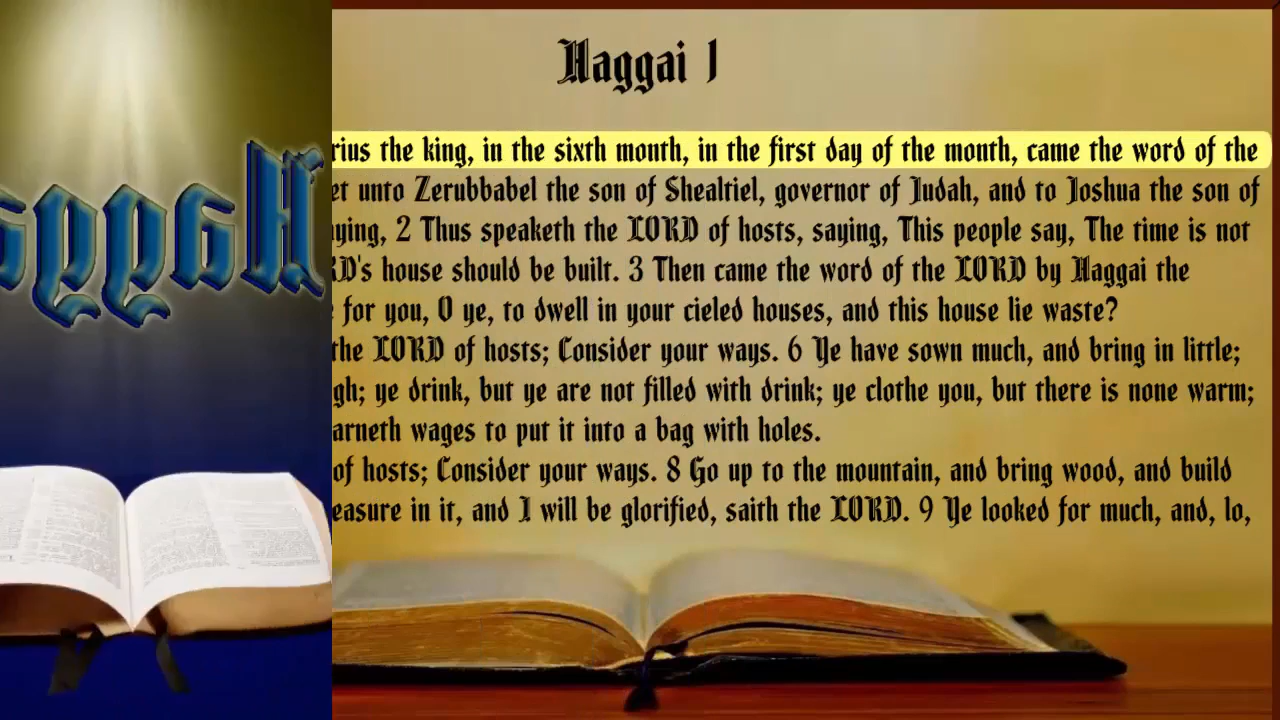 Haggai 1
rius the king, in the sixth month, in the first day of the month, came the word of the
et unto Zerubbabel the son of Shealtiel, governor of Judah, and to Joshua the son of
aying, 2 Thus speaketh the LORD of hosts, saying, This people say, The time is not
RD's house should be built. 3 Then came the word of the LORD by Haggai the
for you, O ye, to dwell in your cieled houses, and this house lie waste?
the LORD of hosts; Consider your ways. 6 Ye have sown much, and bring in little;
gh; ye drink, but ye are not filled with drink; ye clothe you, but there is none warm;
arneth wages to put it into a bag with holes.
of hosts; Consider your ways. 8 Go up to the mountain, and bring wood, and build
easure in it, and I will be glorified, saith the LORD. 9 Ye looked for much, and, lo,